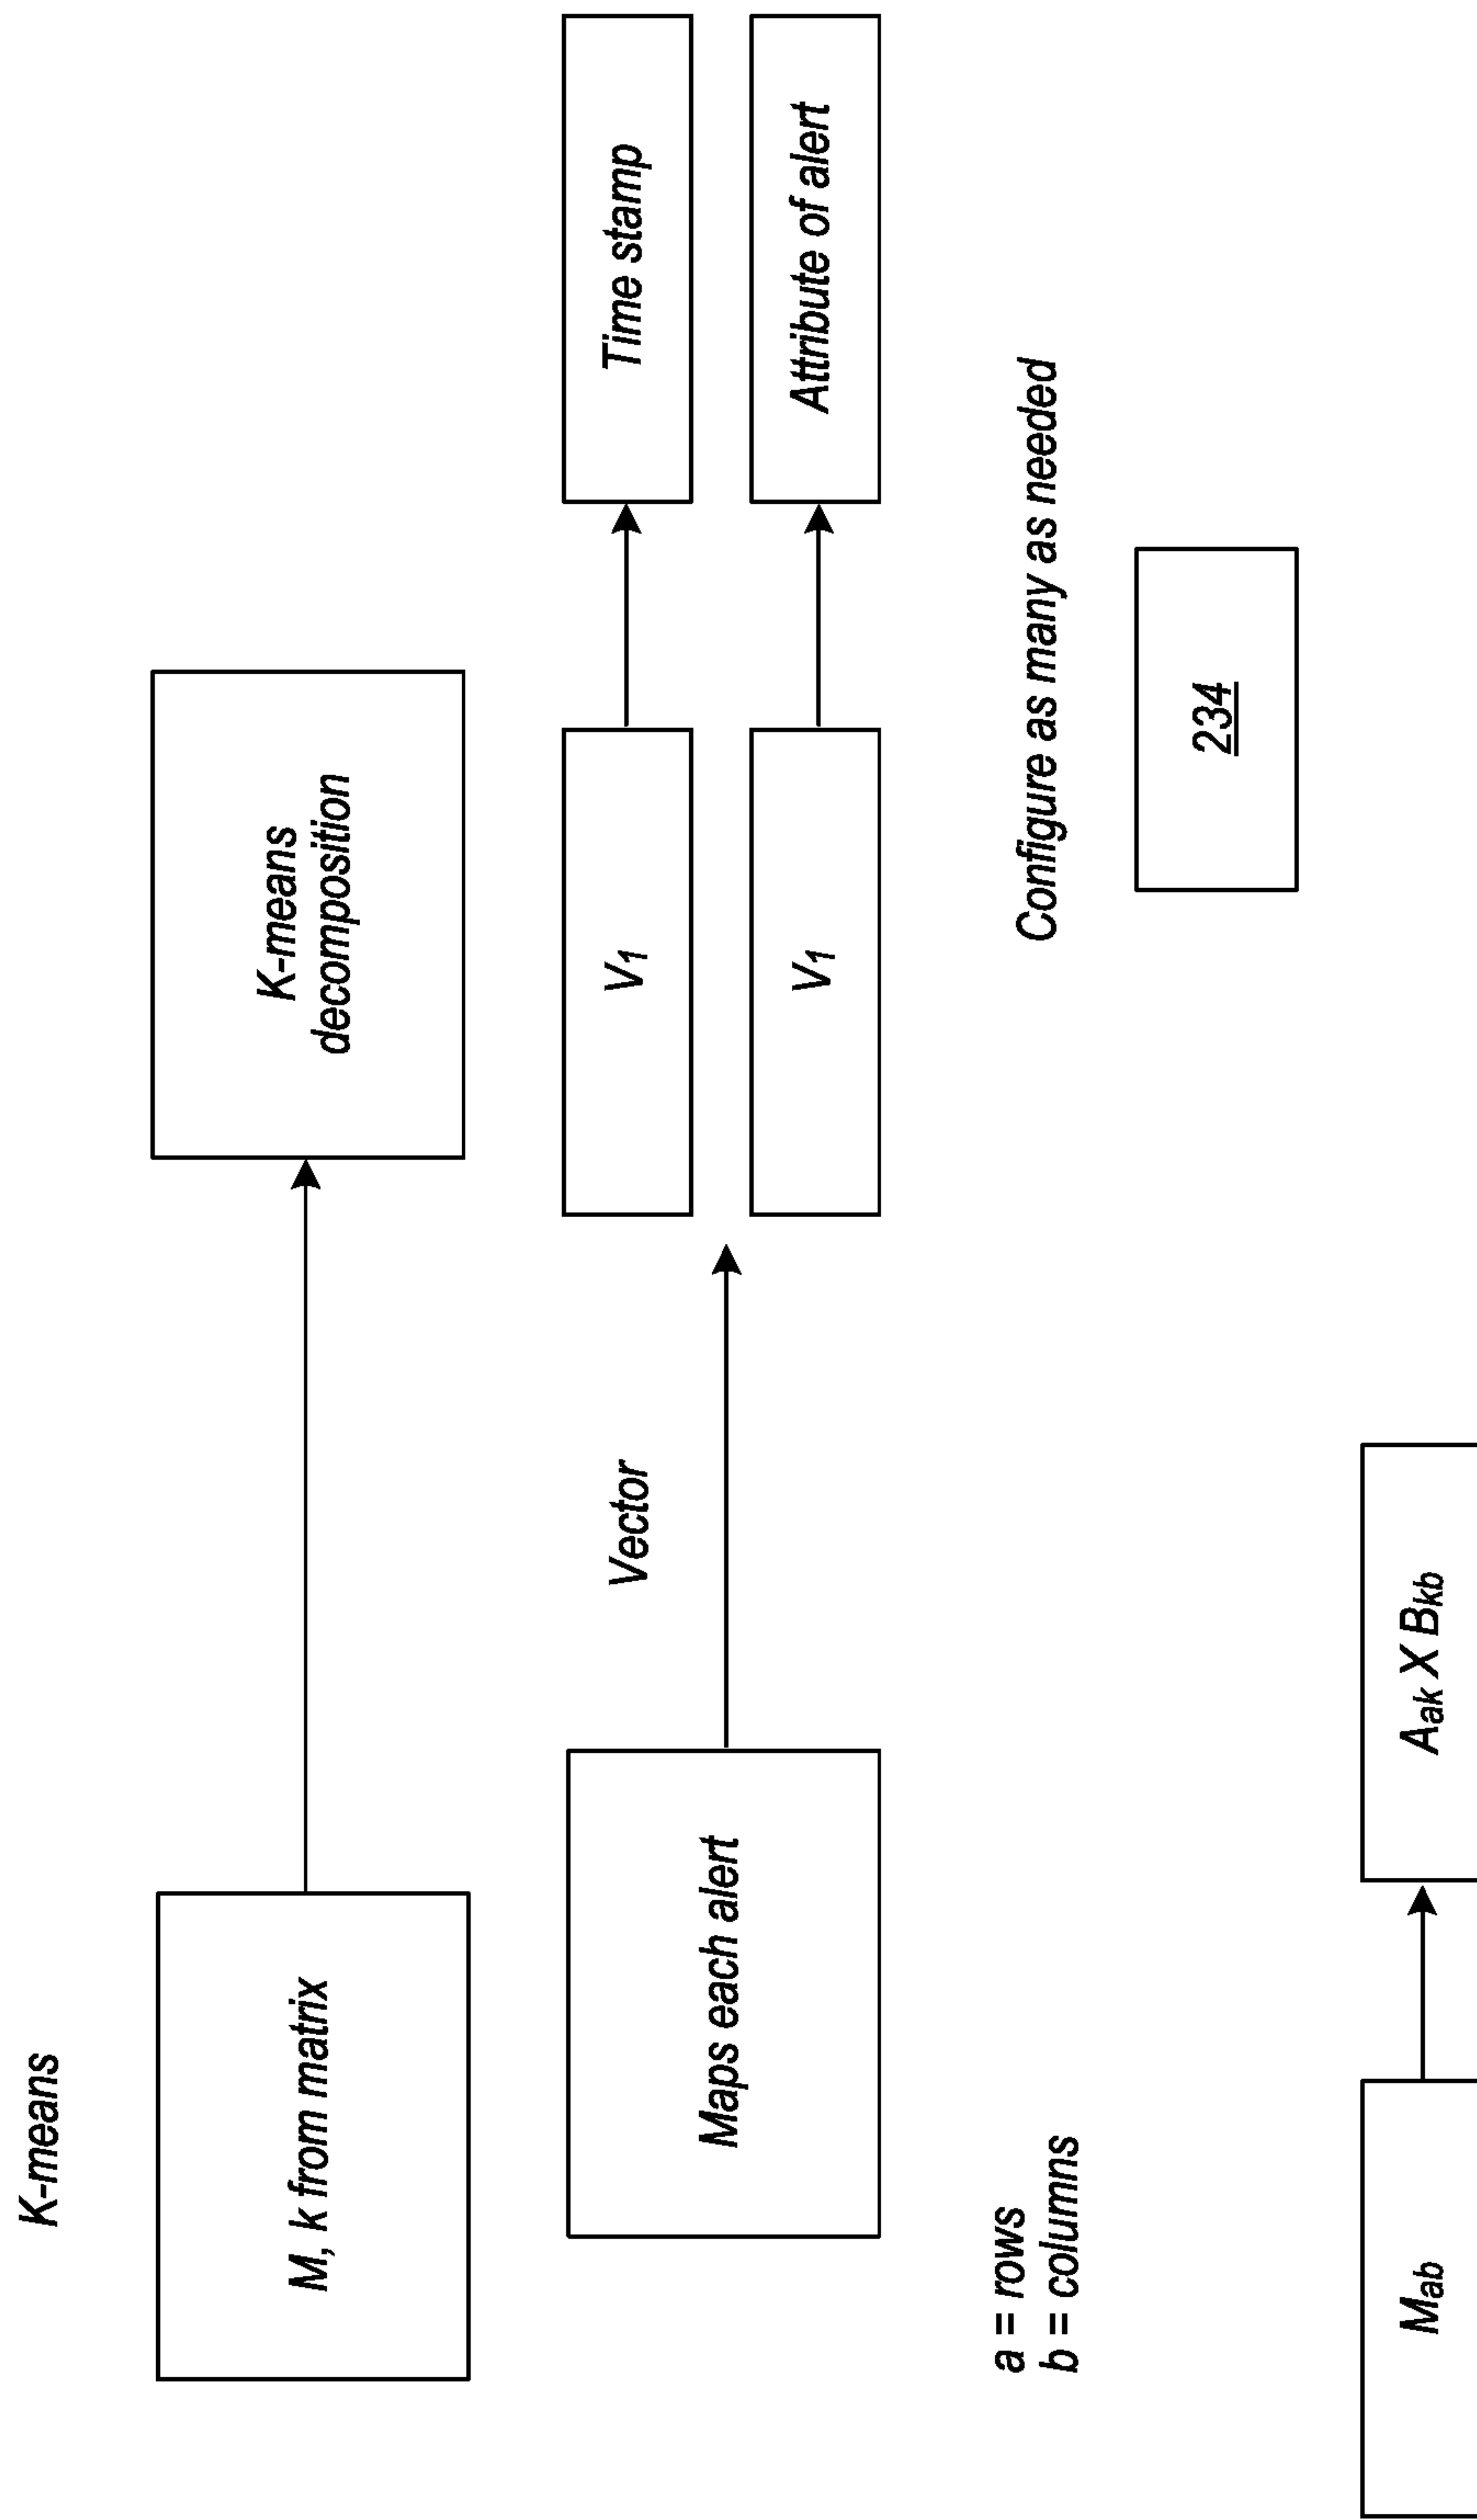 K-means
M, k from matrix
K-means
decomposition
Maps each alert
Vector
V1
Time stamp
V1
Attribute of alert
a = rows
b = columns
Configure as many as needed
234
Mab
Aak X Bkb